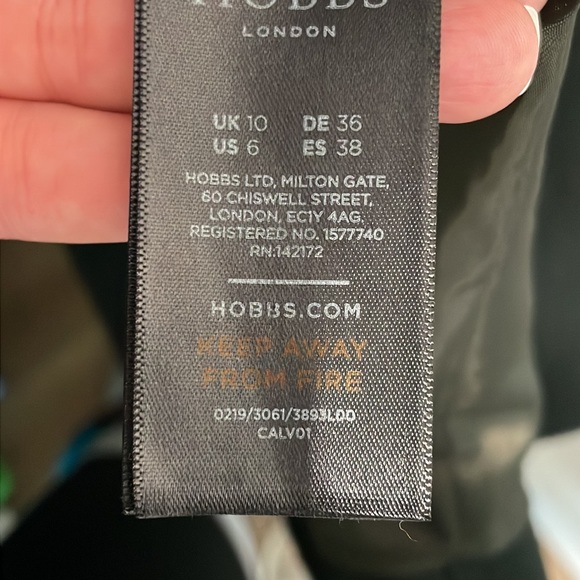 HOBBS
LONDON
UK 10 DE 36
US 6 ES 38
HOBBS LTD, MILTON GATE,
60 CHISWELL STREET,
LONDON, EC1Y 4AG.
REGISTERED NO. 1577740
RN:142172
HOBBS.COM
KEEP AWAY
FROM FIRE
0219/3061/3893LDD
CALV01